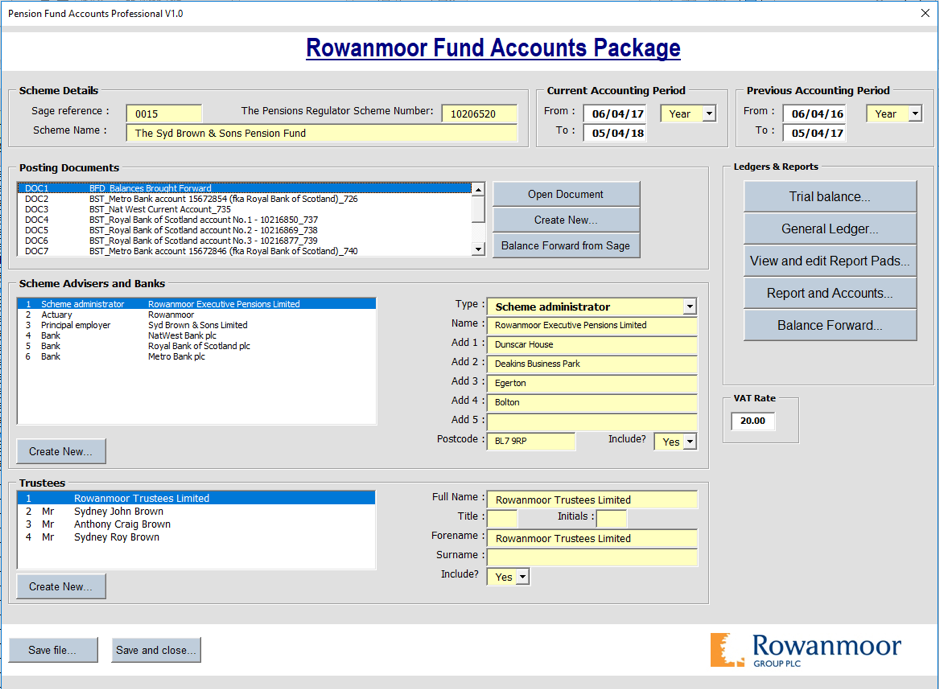 Pension Fund Accounts Professional V1.0
Rowanmoor Fund Accounts Package
Scheme Details
Sage reference : 0015 The Pensions Regulator Scheme Number: 10206520
Scheme Name : The Syd Brown & Sons Pension Fund
Current Accounting Period
From : 06/04/17 Year
To : 05/04/18
Previous Accounting Period
From : 06/04/16 Year
To : 05/04/17
Posting Documents
DOC1 BFD_Balances Brought Forward
DOC2 BST_Metro Bank account 15672854 (fka Royal Bank of Scotland)_726
DOC3 BST_Nat West Current Account_735
DOC4 BST_Royal Bank of Scotland account No.1 - 10216850_737
DOC5 BST_Royal Bank of Scotland account No.2 - 10216869_738
DOC6 BST_Royal Bank of Scotland account No.3 - 10216877_739
DOC7 BST_Metro Bank account 15672846 (fka Royal Bank of Scotland)_740
Open Document
Create New...
Balance Forward from Sage
Ledgers & Reports
Trial balance...
General Ledger...
View and edit Report Pads...
Report and Accounts...
Balance Forward...
Scheme Advisers and Banks
1 Scheme administrator Rowanmoor Executive Pensions Limited
2 Actuary Rowanmoor
3 Principal employer Syd Brown & Sons Limited
4 Bank NatWest Bank plc
5 Bank Royal Bank of Scotland plc
6 Bank Metro Bank plc
Create New...
Type : Scheme administrator
Name : Rowanmoor Executive Pensions Limited
Add 1 : Dunscar House
Add 2 : Deakins Business Park
Add 3 : Egerton
Add 4 : Bolton
Add 5 :
Postcode : BL7 9RP Include? Yes
VAT Rate
20.00
Trustees
1 Rowanmoor Trustees Limited
2 Mr Sydney John Brown
3 Mr Anthony Craig Brown
4 Mr Sydney Roy Brown
Create New...
Full Name : Rowanmoor Trustees Limited
Title : Initials :
Forename : Rowanmoor Trustees Limited
Surname :
Include? Yes
Save file... Save and close...
Rowanmoor
GROUP PLC